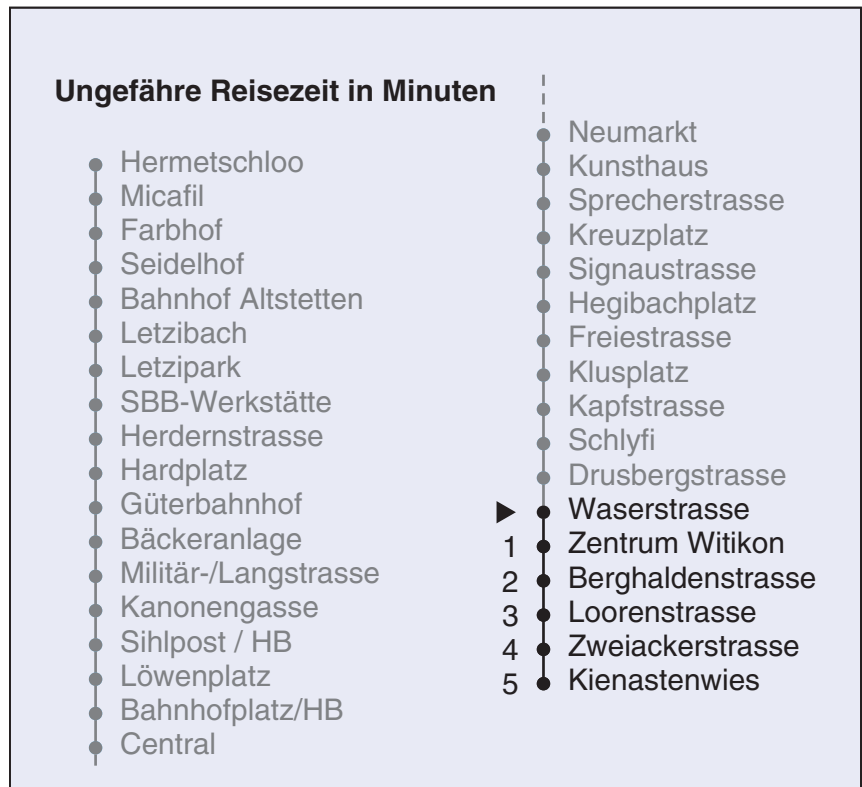 Ungefähre Reisezeit in Minuten
Hermetschloo
Micafil
Farbhof
Seidelhof
Bahnhof Altstetten
Letzibach
Letzipark
SBB-Werkstätte
Herdernstrasse
Hardplatz
Güterbahnhof
Bäckeranlage
Militär-/Langstrasse
Kanonengasse
Sihlpost / HB
Löwenplatz
Bahnhofplatz/HB
Central
Neumarkt
Kunsthaus
Sprecherstrasse
Kreuzplatz
Signaustrasse
Hegibachplatz
Freiestrasse
Klusplatz
Kapfstrasse
Schlyfi
Drusbergstrasse
Waserstrasse
1 Zentrum Witikon
2 Berghaldenstrasse
3 Loorenstrasse
4 Zweiackerstrasse
5 Kienastenwies